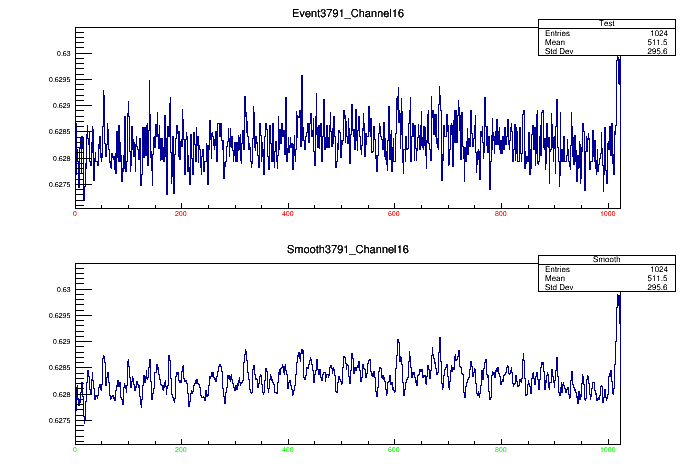 Event3791_Channel16
Test
Entries 1024
Mean 511.5
Std Dev 295.6
0.63
0.6295
0.629
0.6285
0.628
0.6275
0 200 400 600 800 1000
Smooth3791_Channel16
Smooth
Entries 1024
Mean 511.5
Std Dev 295.6
0.63
0.6295
0.629
0.6285
0.628
0.6275
0 200 400 600 800 1000